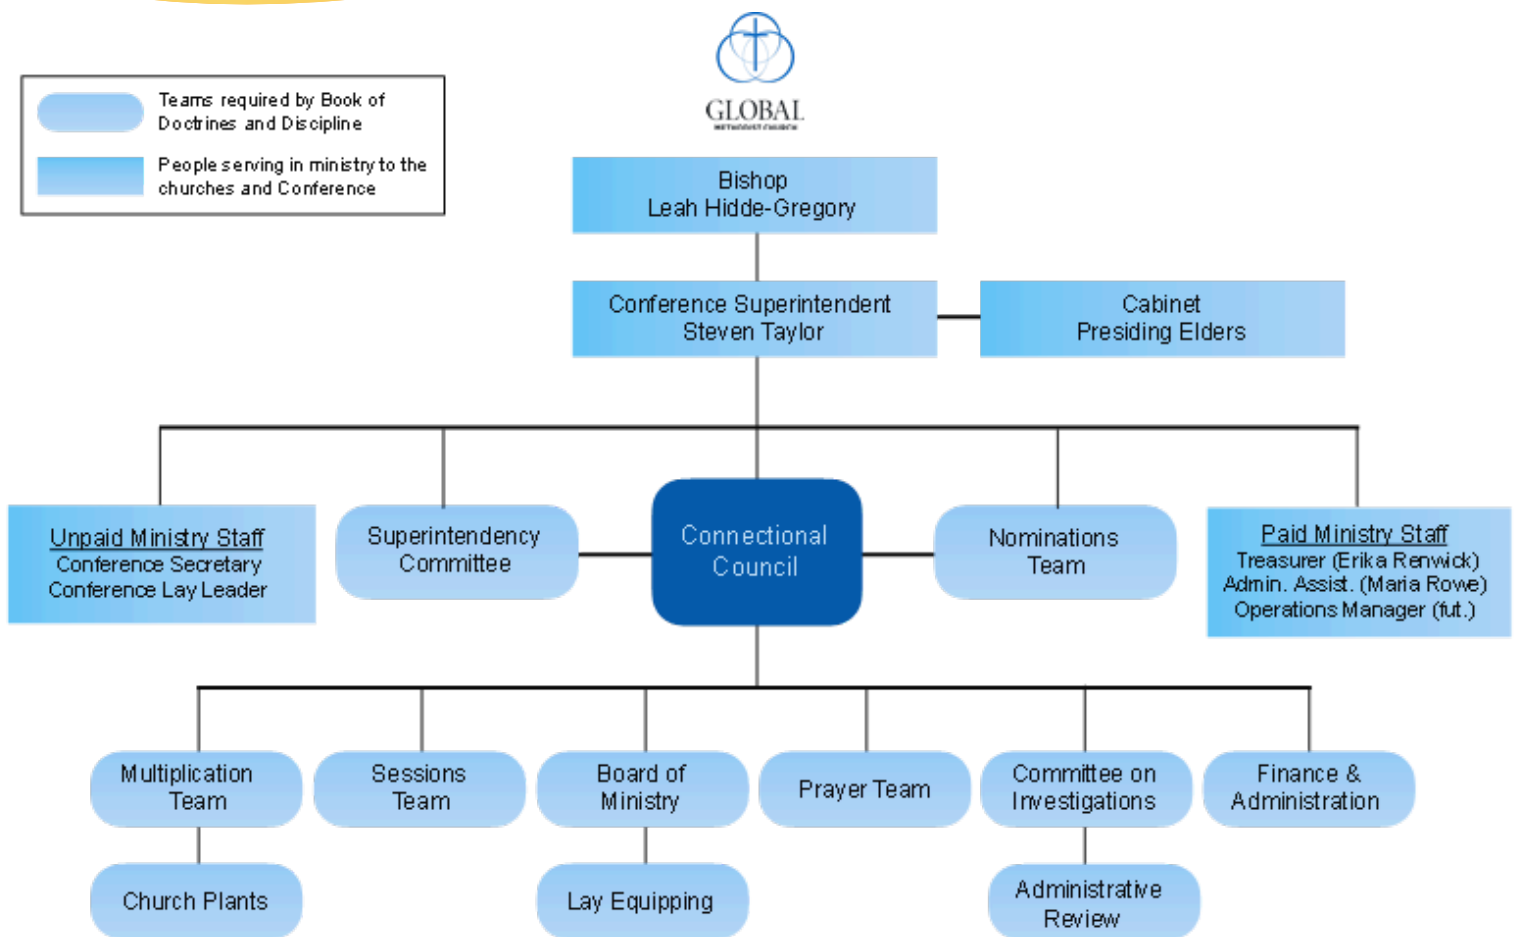 GLOBAL
METHODIST CHURCH
Teams required by Book of
Doctrines and Discipline
People serving in ministry to the
churches and Conference
Bishop
Leah Hidde-Gregory
Conference Superintendent
Steven Taylor
Cabinet
Presiding Elders
Unpaid Ministry Staff
Conference Secretary
Conference Lay Leader
Superintendency
Committee
Connectional
Council
Nominations
Team
Paid Ministry Staff
Treasurer (Erika Renwick)
Admin. Assist. (Maria Rowe)
Operations Manager (fut.)
Multiplication
Team
Sessions
Team
Board of
Ministry
Prayer Team
Committee on
Investigations
Finance &
Administration
Church Plants
Lay Equipping
Administrative
Review